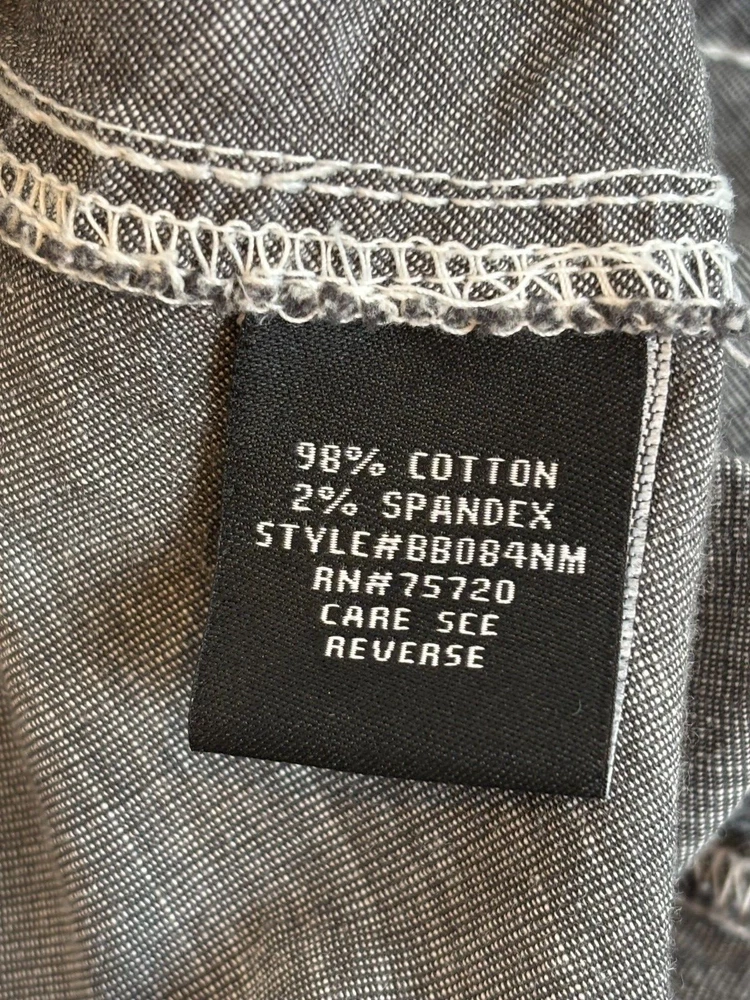 98% COTTON
2% SPANDEX
STYLE#BB084NM
RN#75720
CARE SEE
REVERSE